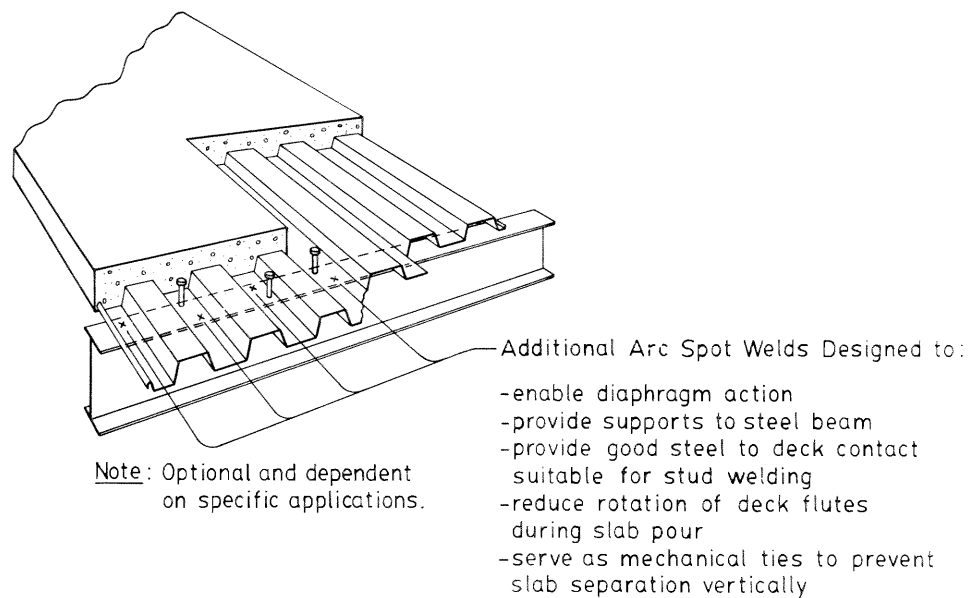 Additional Arc Spot Welds Designed to:
-enable diaphragm action
-provide supports to steel beam
-provide good steel to deck contact
suitable for stud welding
-reduce rotation of deck flutes
during slab pour
-serve as mechanical ties to prevent
slab separation vertically
Note: Optional and dependent
on specific applications.